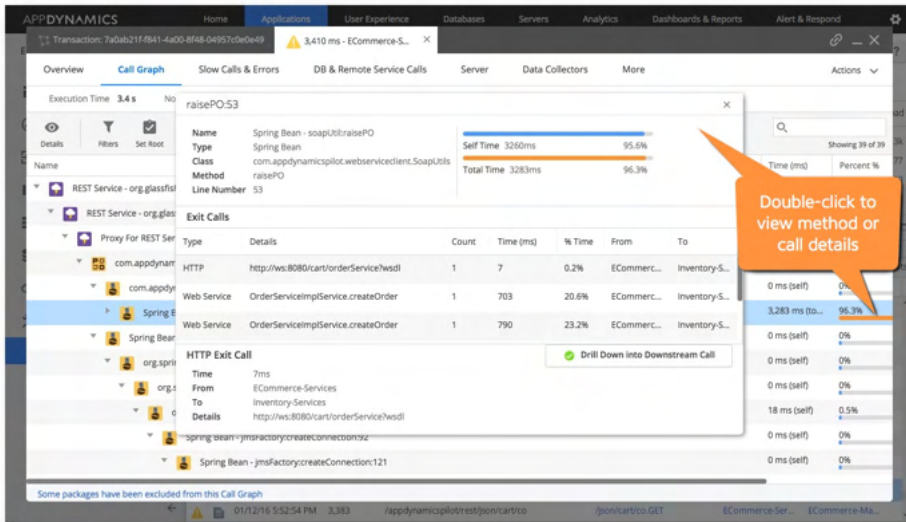 APPDYNAMICS Home Applications User Experience Databases Servers Analytics Dashboards & Reports Alert & Respond
Transaction: 7a0ab21f-f841-4a00-8f48-04957c0e0e49 3,410 ms - ECommerce-S...
Overview Call Graph Slow Calls & Errors DB & Remote Service Calls Server Data Collectors More Actions
Execution Time 3.4 s No
raisePO:53
Details Filters Set Root
Showing 39 of 39
Name Spring Bean - soapUtil:raisePO
Type Spring Bean
Class com.appdynamicspilot.webserviceclient.SoapUtils
Method raisePO
Line Number 53
Self Time 3260ms 95.6%
Total Time 3283ms 96.3%
Name Time (ms) Percent %
REST Service - org.glassfis
REST Service - org.glas
Proxy For REST Ser
com.appdynam
com.appdy
Spring B
Spring Bean
org.sprin
org.s
o
Exit Calls
Type Details Count Time (ms) % Time From To
HTTP http://ws:8080/cart/orderService?wsdl 1 7 0.2% ECommerc... Inventory-S...
Web Service OrderServiceImplService.createOrder 1 703 20.6% ECommerc... Inventory-S...
Web Service OrderServiceImplService.createOrder 1 790 23.2% ECommerc... Inventory-S...
HTTP Exit Call Drill Down into Downstream Call
Time 7ms
From ECommerce-Services
To Inventory-Services
Details http://ws:8080/cart/orderService?wsdl
Double-click to
view method or
call details
0 ms (self) 0%
3,283 ms (to... 96.3%
0 ms (self) 0%
0 ms (self) 0%
0 ms (self) 0%
18 ms (self) 0.5%
Spring Bean - jmsFactory:createConnection:92 0 ms (self) 0%
Spring Bean - jmsFactory:createConnection:121 0 ms (self) 0%
Some packages have been excluded from this Call Graph
01/12/16 5:52:54 PM 3,383 /appdynamicspilot/rest/json/cart/co /json/cart/co.GET ECommerce-Ser... ECommerce-Ma...